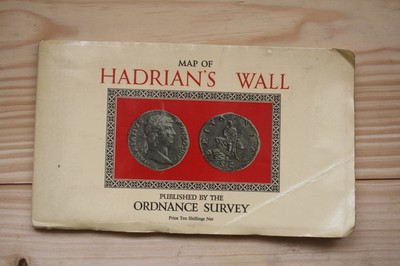 MAP OF
HADRIAN'S WALL
PUBLISHED BY THE
ORDNANCE SURVEY
Price Ten Shillings Net